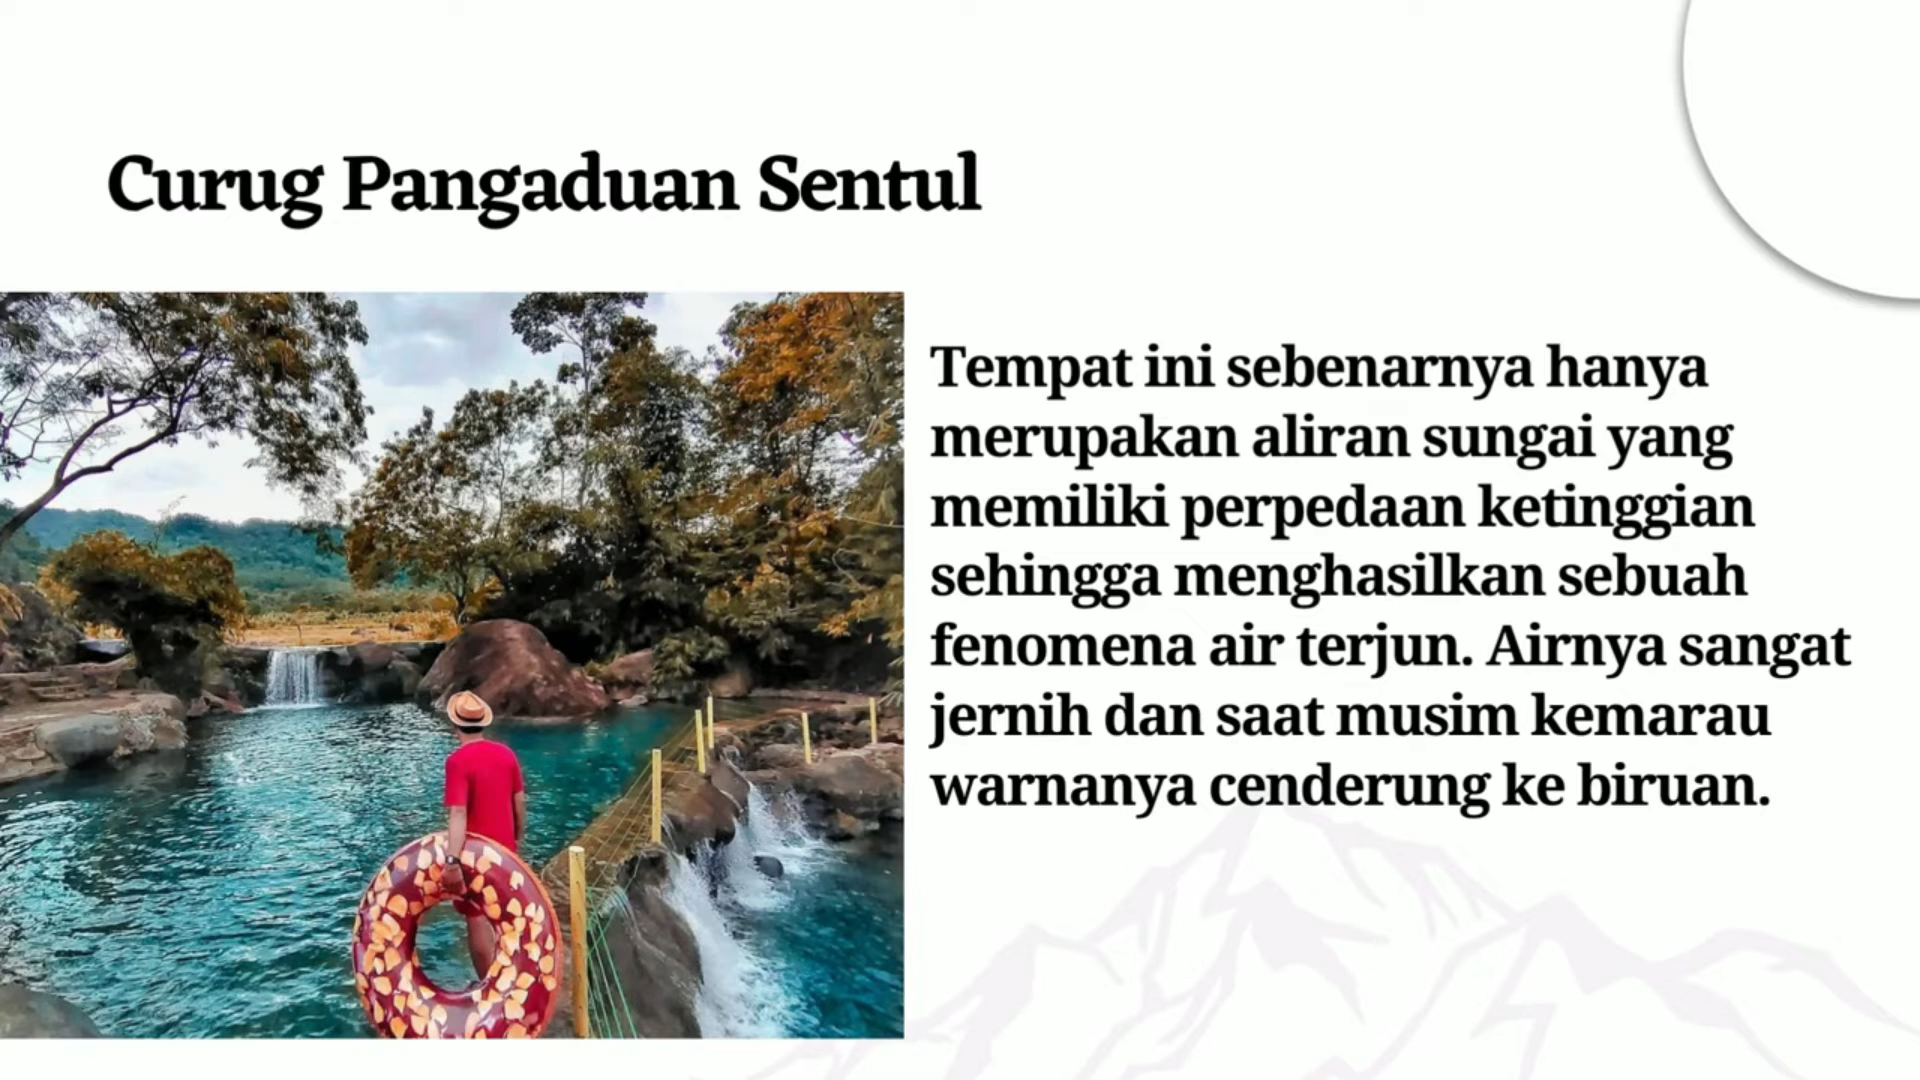 Curug Pangaduan Sentul
Tempat ini sebenarnya hanya
merupakan aliran sungai yang
memiliki perpedaan ketinggian
sehingga menghasilkan sebuah
fenomena air terjun. Airnya sangat
jernih dan saat musim kemarau
warnanya cenderung ke biruan.